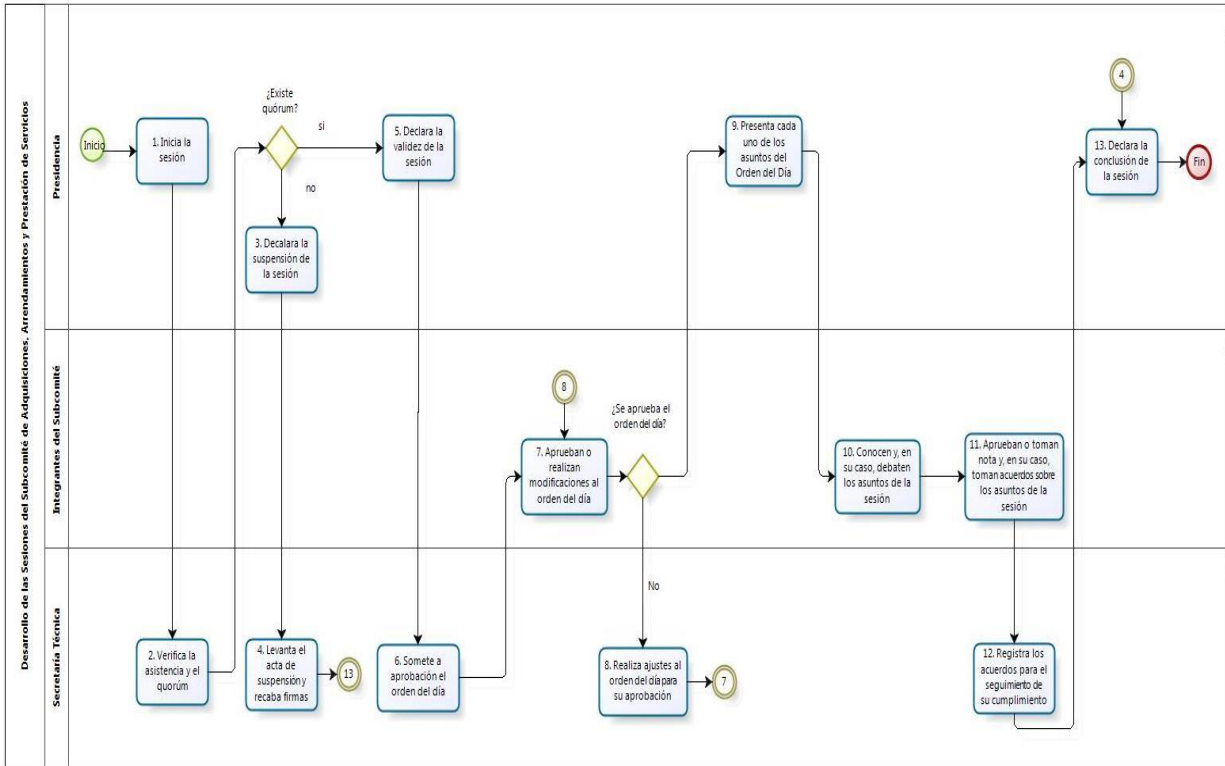 Desarrollo de las Sesiones del Subcomité de Adquisiciones, Arrendamientos y Prestación de Servicios
Presidencia
Inicio
1. Inicia la
sesión
¿Existe
quórum?
si
no
3. Decalara la
suspensión de
la sesión
5. Declara la
validez de la
sesión
9. Presenta cada
uno de los
asuntos del
Orden del Día
4
13. Declara la
conclusión de
la sesión
Fin
Integrantes del Subcomité
8
7. Aprueban o
realizan
modificaciones al
orden del día
¿Se aprueba el
orden del día?
10. Conocen y, en
su caso, debaten
los asuntos de la
sesión
11. Aprueban o toman
nota y, en su caso,
toman acuerdos sobre
los asuntos de la
sesión
Secretaría Técnica
2. Verifica la
asistencia y el
quorúm
4. Levanta el
acta de
suspensión y
recaba firmas
13
6. Somete a
aprobación el
orden del día
No
8. Realiza ajustes al
orden del día para
su aprobación
7
12. Registra los
acuerdos para el
seguimiento de
su cumplimiento